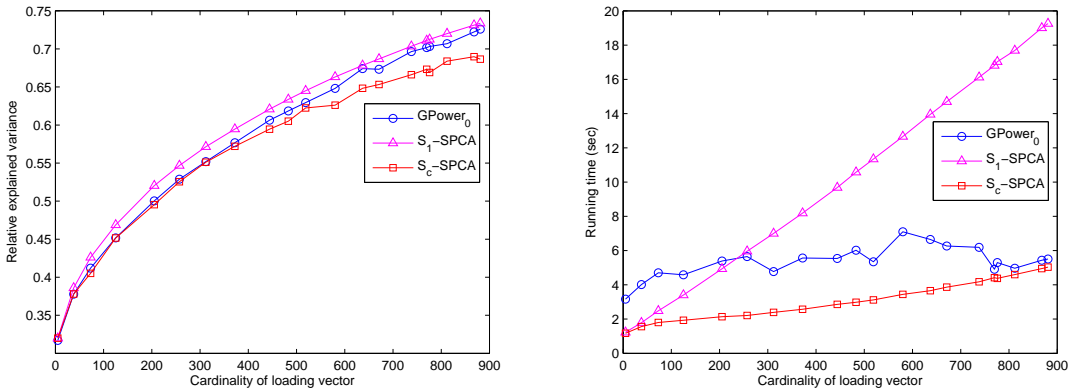 0.75
0.7
0.65
0.6
0.55
0.5
0.45
0.4
0.35
Relative explained variance
0 100 200 300 400 500 600 700 800 900
Cardinality of loading vector
GPower₀
S₁−SPCA
S_c−SPCA
20
18
16
14
12
10
8
6
4
2
0
Running time (sec)
0 100 200 300 400 500 600 700 800 900
Cardinality of loading vector
GPower₀
S₁−SPCA
S_c−SPCA